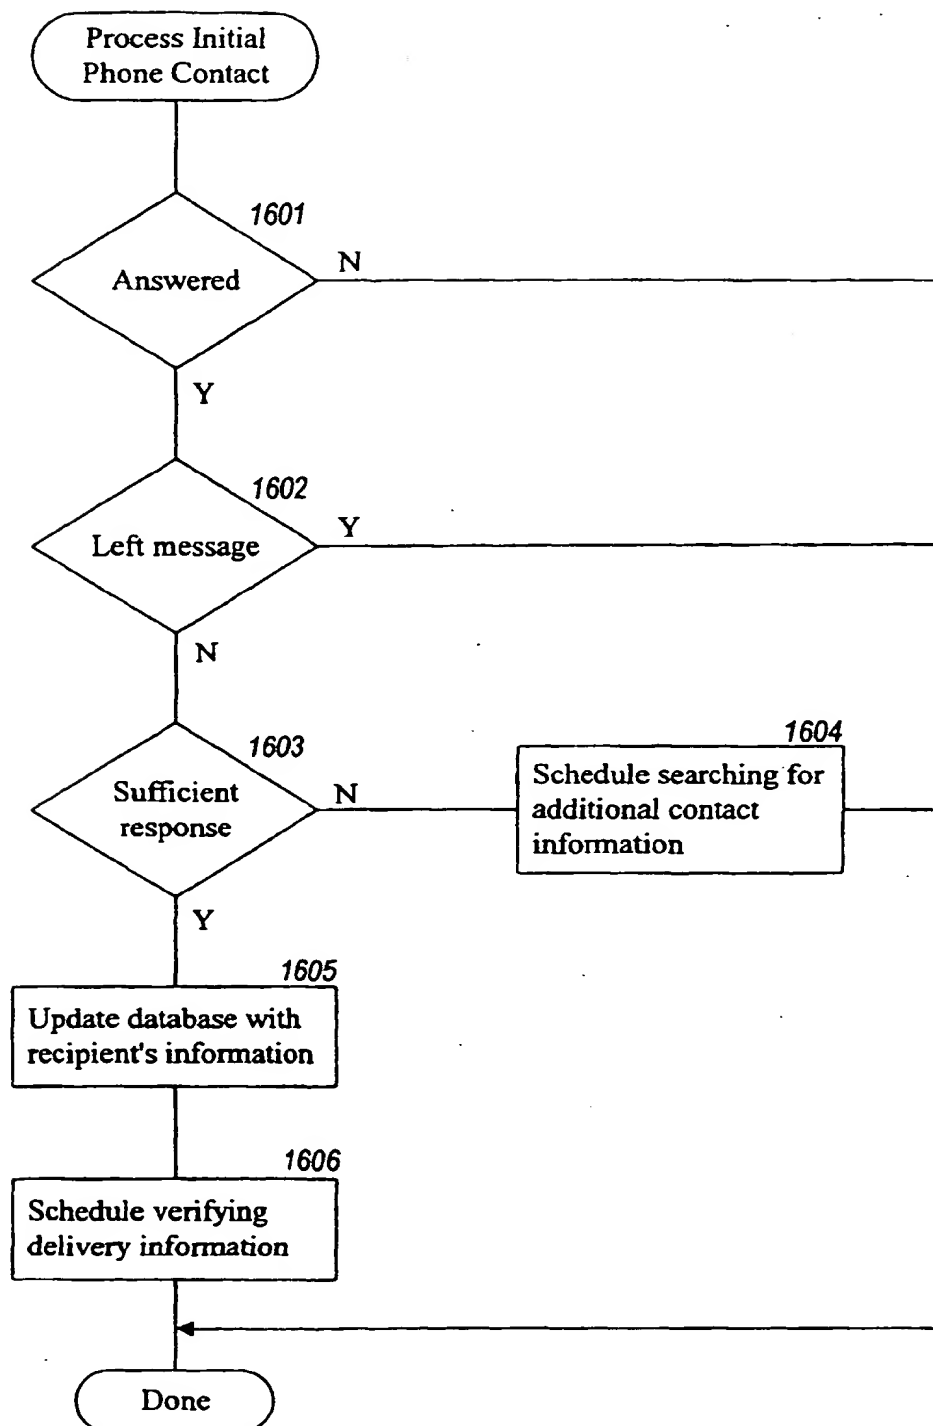 Process Initial
Phone Contact
1601
Answered
N
Y
1602
Left message
Y
N
1603
Sufficient
response
N
1604
Schedule searching for
additional contact
information
Y
1605
Update database with
recipient's information
1606
Schedule verifying
delivery information
Done